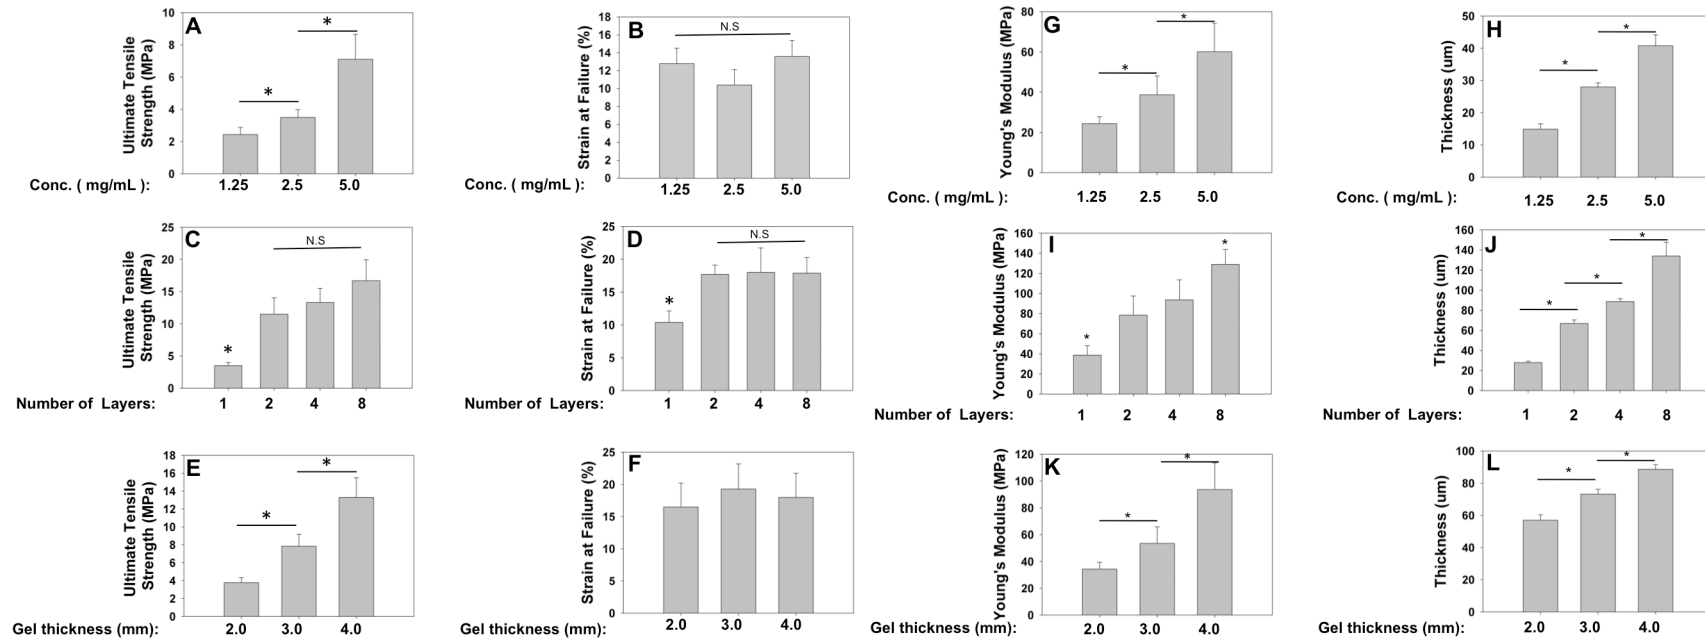 A
Ultimate Tensile
Strength (MPa)
10
8
6
4
2
0
*
*
Conc. ( mg/mL ):
1.25 2.5 5.0
B
Strain at Failure (%)
18
16
14
12
10
8
6
4
2
0
N.S
Conc. ( mg/mL ):
1.25 2.5 5.0
G
Young's Modulus (MPa)
80
60
40
20
0
*
*
Conc. ( mg/mL ):
1.25 2.5 5.0
H
Thickness (um)
50
40
30
20
10
0
*
*
Conc. ( mg/mL ):
1.25 2.5 5.0
C
Ultimate Tensile
Strength (MPa)
25
20
15
10
5
0
N.S
*
Number of Layers:
1 2 4 8
D
Strain at Failure (%)
25
20
15
10
5
0
N.S
*
Number of Layers:
1 2 4 8
I
Young's Modulus (MPa)
160
140
120
100
80
60
40
20
0
*
*
Number of Layers:
1 2 4 8
J
Thickness (um)
160
140
120
100
80
60
40
20
0
*
*
*
Number of Layers:
1 2 4 8
E
Ultimate Tensile
Strength (MPa)
18
16
14
12
10
8
6
4
2
0
*
*
Gel thickness (mm):
2.0 3.0 4.0
F
Strain at Failure (%)
25
20
15
10
5
0
Gel thickness (mm):
2.0 3.0 4.0
K
Young's Modulus (MPa)
120
100
80
60
40
20
0
*
*
Gel thickness (mm):
2.0 3.0 4.0
L
Thickness (um)
100
80
60
40
20
0
*
*
Gel thickness (mm):
2.0 3.0 4.0